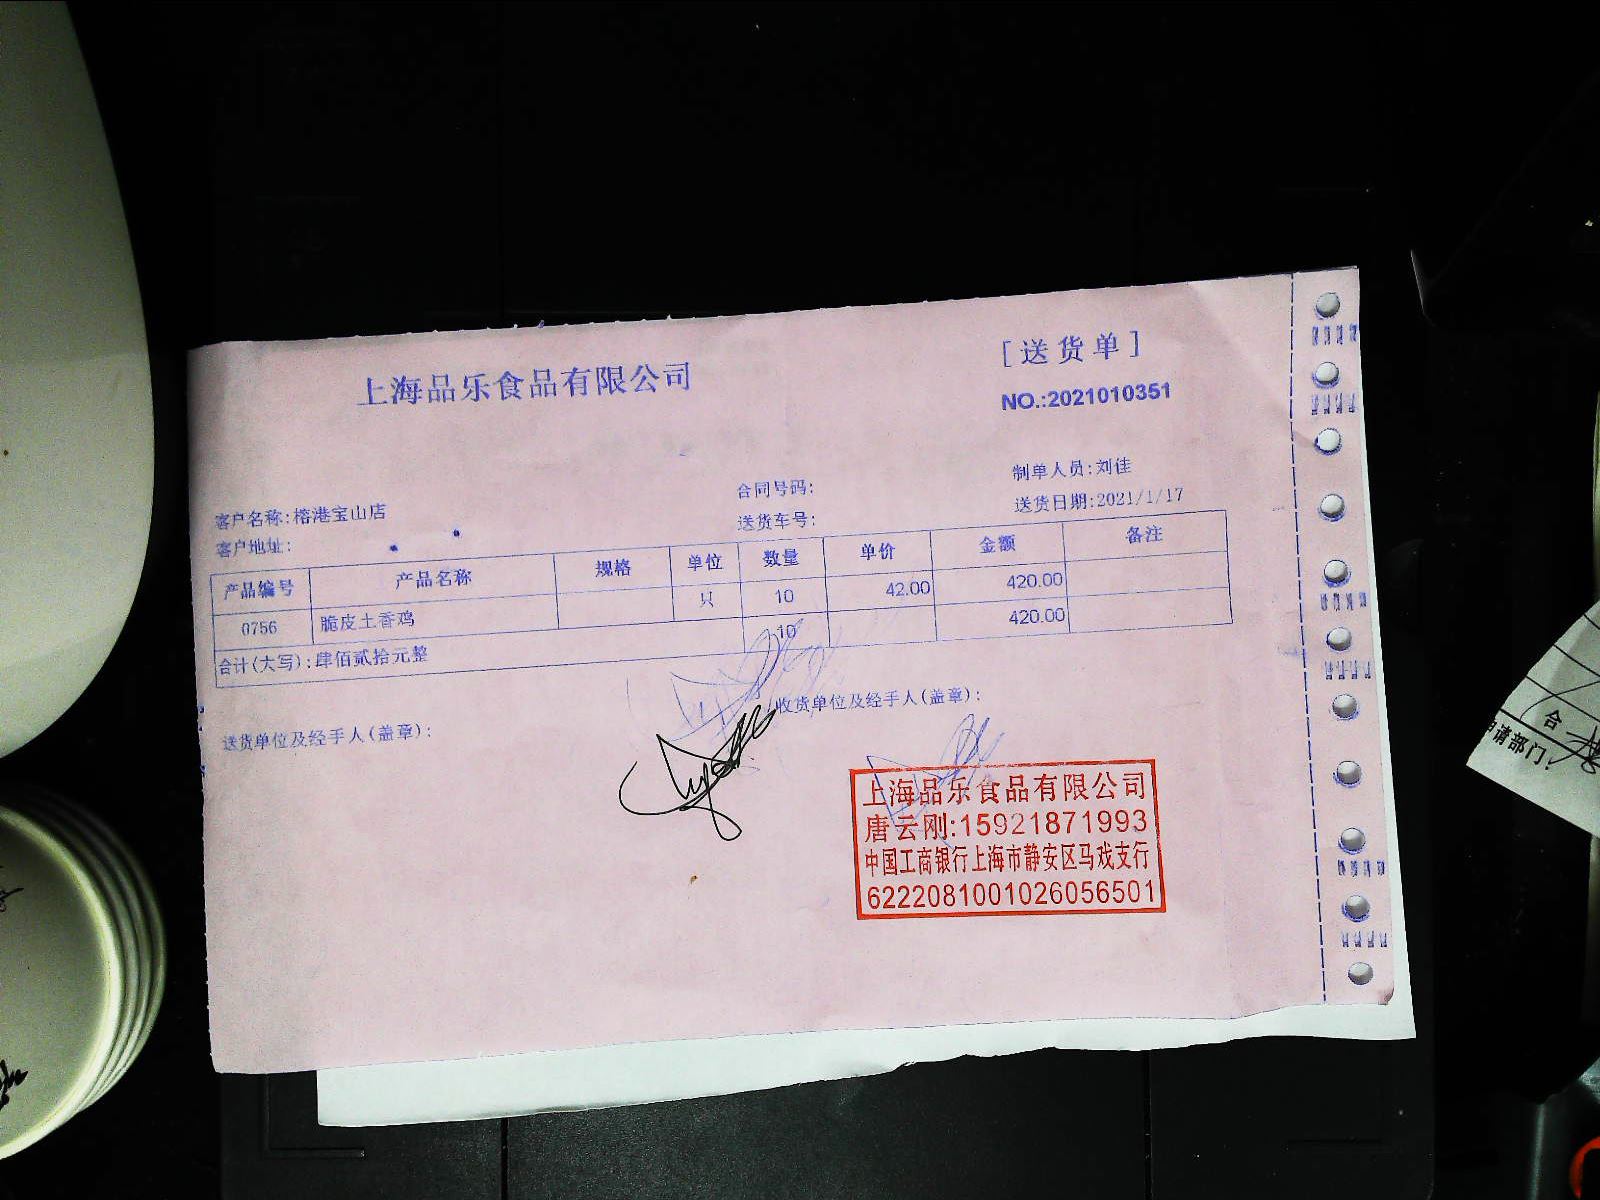 上海品乐食品有限公司
[送货单]
NO.:2021010351
制单人员:刘佳
合同号码:
客户名称:榕港宝山店
送货日期:2021/1/17
送货车号:
客户地址:
产品编号 产品名称 规格 单位 数量 单价 金额 备注
0756 脆皮土香鸡 只 10 42.00 420.00
合计(大写):肆佰贰拾元整 10 420.00
送货单位及经手人(盖章): 收货单位及经手人(盖章):
上海品乐食品有限公司
唐云刚:15921871993
中国工商银行上海市静安区马戏支行
6222081001026056501
合
申请部门: